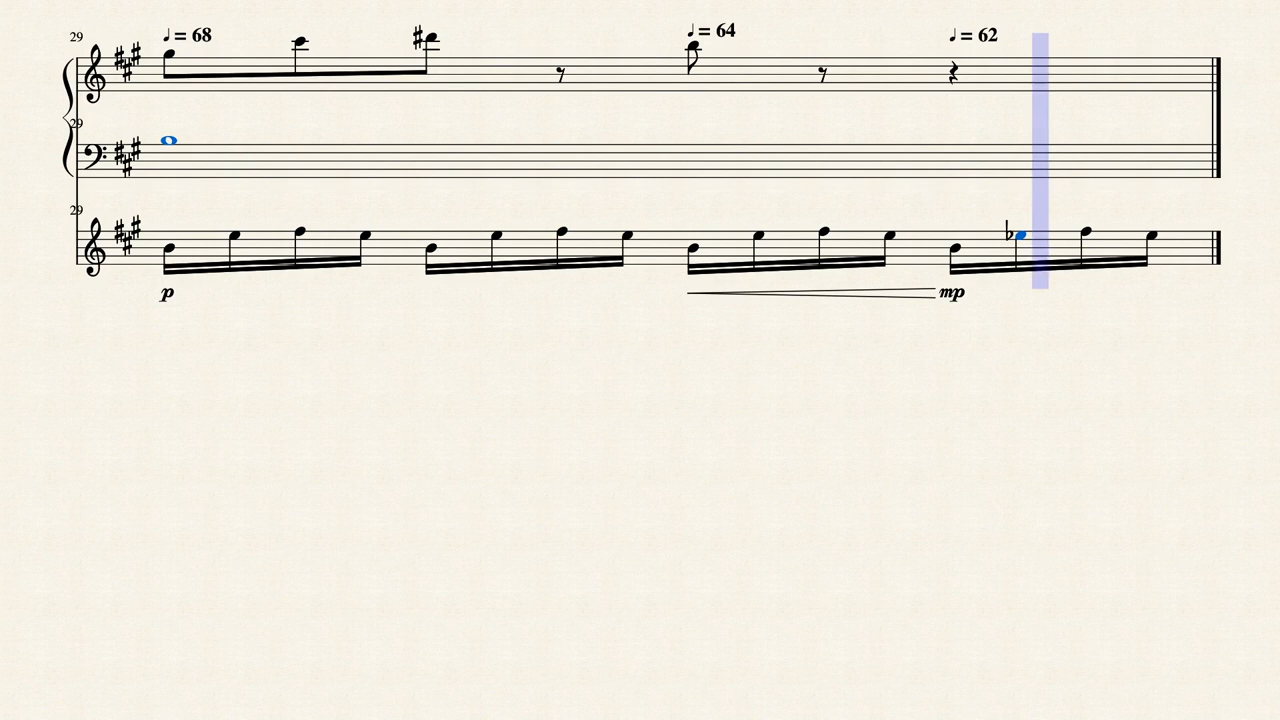 29
♩ = 68
♩ = 64
♩ = 62
29
29
p
mp